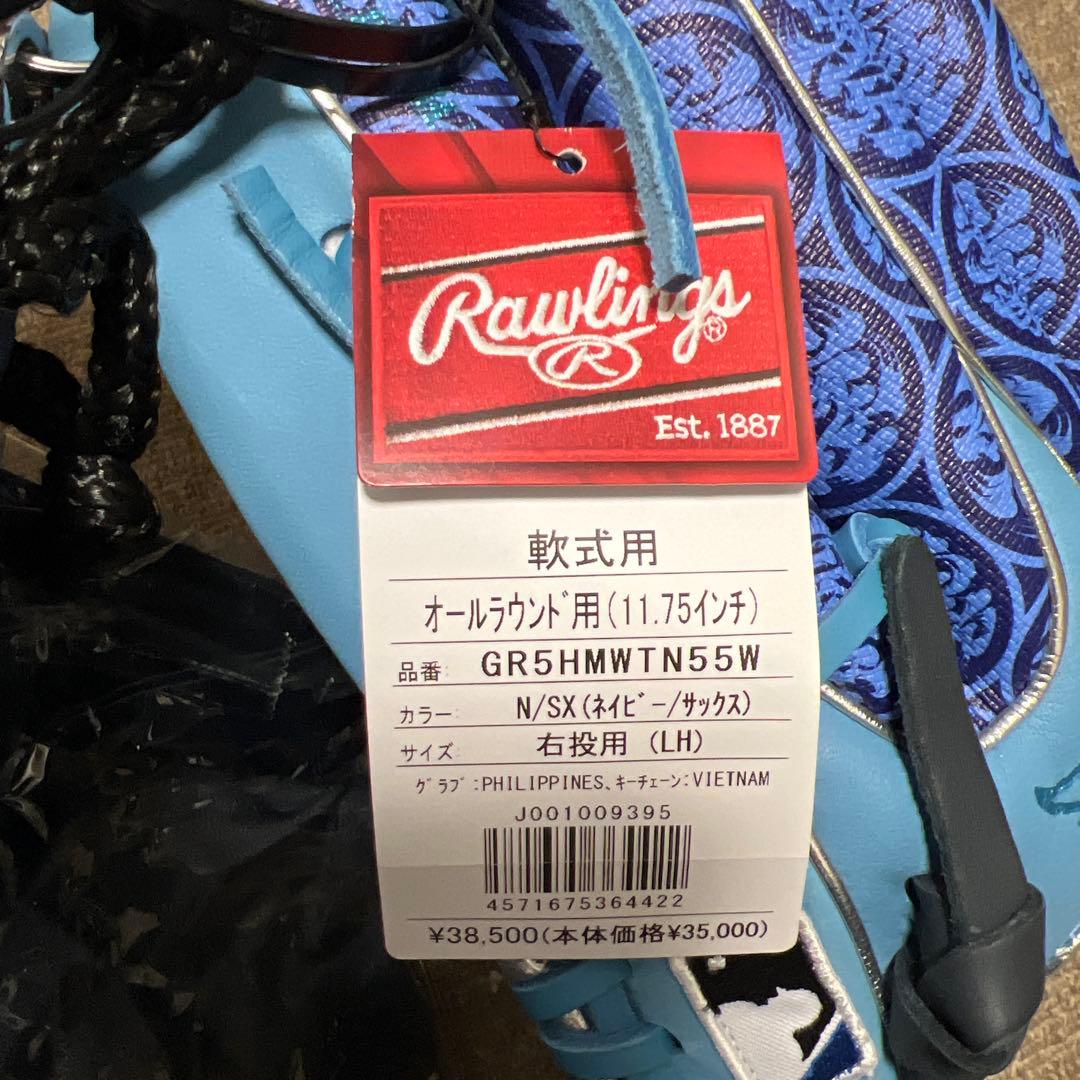 Rawlings®
R
Est. 1887
軟式用
オールラウンド用(11.75インチ)
品番: GR5HMWTN55W
カラー: N/SX(ネイビー/サックス)
サイズ: 右投用 (LH)
グラブ:PHILIPPINES、キーチェーン:VIETNAM
J001009395
4571675364422
¥38,500(本体価格¥35,000)